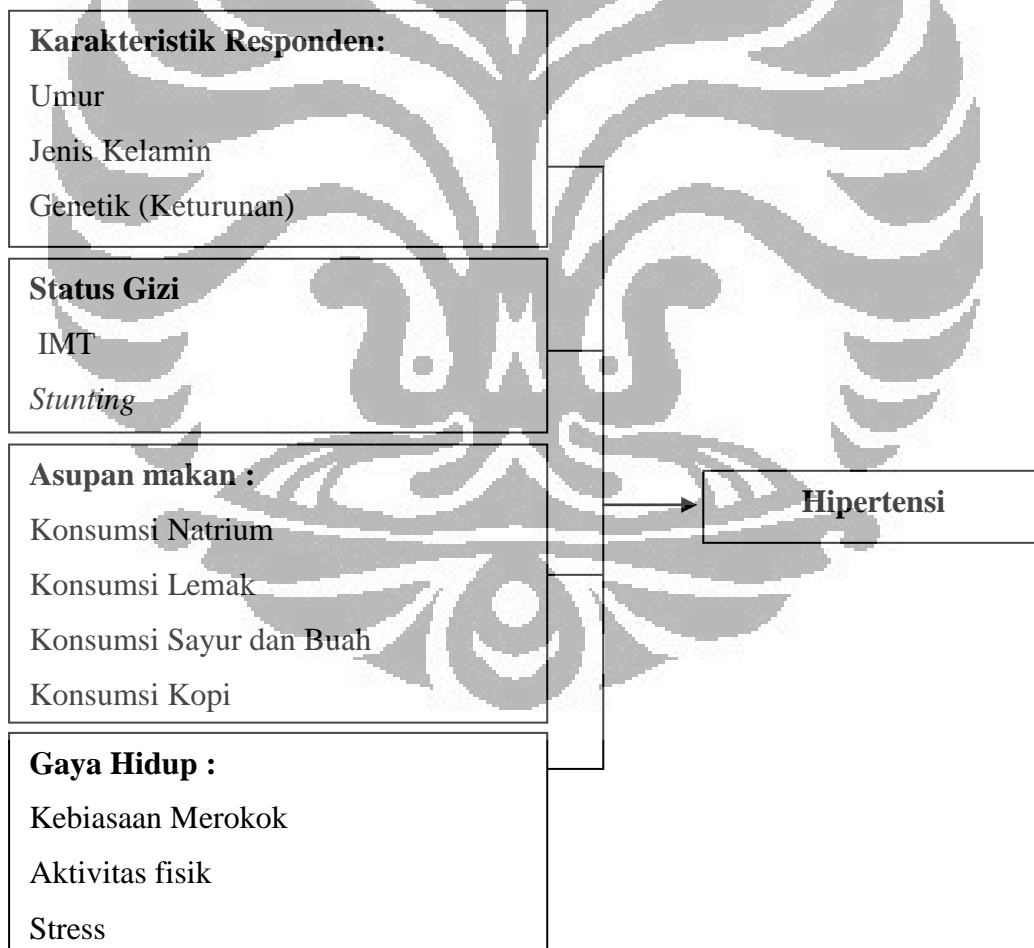 Karakteristik Responden:
Umur
Jenis Kelamin
Genetik (Keturunan)
Status Gizi
IMT
Stunting
Asupan makan :
Konsumsi Natrium
Konsumsi Lemak
Konsumsi Sayur dan Buah
Konsumsi Kopi
Gaya Hidup :
Kebiasaan Merokok
Aktivitas fisik
Stress
Hipertensi